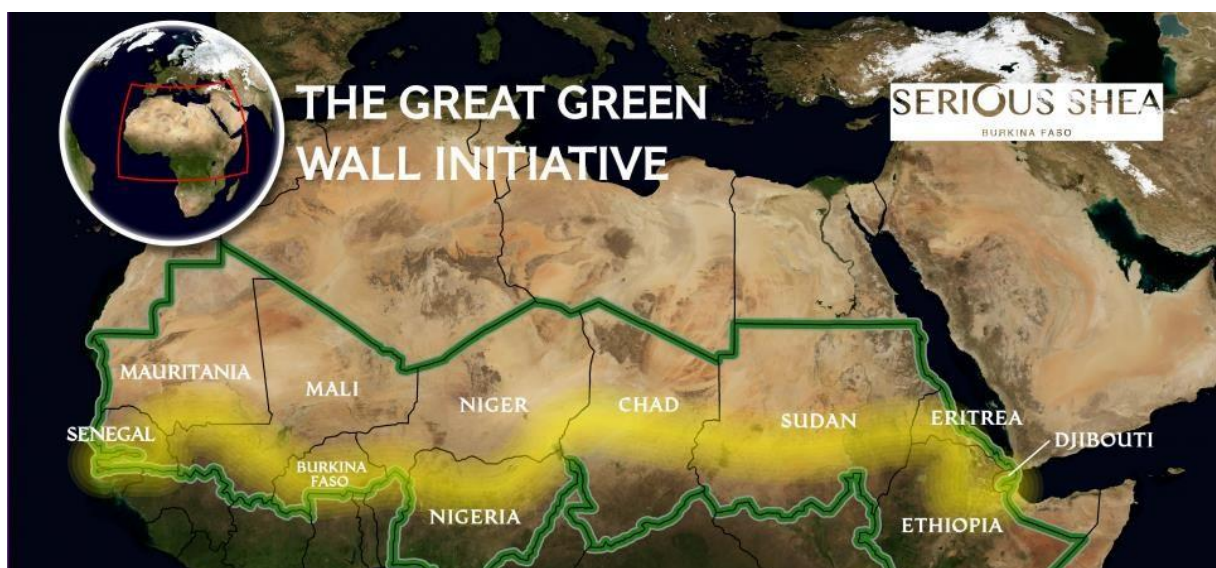 THE GREAT GREEN
WALL INITIATIVE
SERIOUS SHEA
BURKINA FASO
MAURITANIA
MALI
NIGER
CHAD
SUDAN
ERITREA
DJIBOUTI
SENEGAL
BURKINA
FASO
NIGERIA
ETHIOPIA